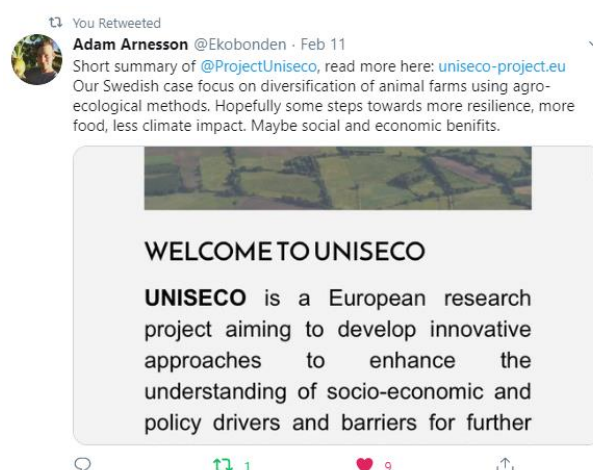 You Retweeted
Adam Arnesson @Ekobonden · Feb 11
Short summary of @ProjectUniseco, read more here: uniseco-project.eu
Our Swedish case focus on diversification of animal farms using agro-
ecological methods. Hopefully some steps towards more resilience, more
food, less climate impact. Maybe social and economic benifits.
WELCOME TO UNISECO
UNISECO is a European research
project aiming to develop innovative
approaches to enhance the
understanding of socio-economic and
policy drivers and barriers for further
1 9